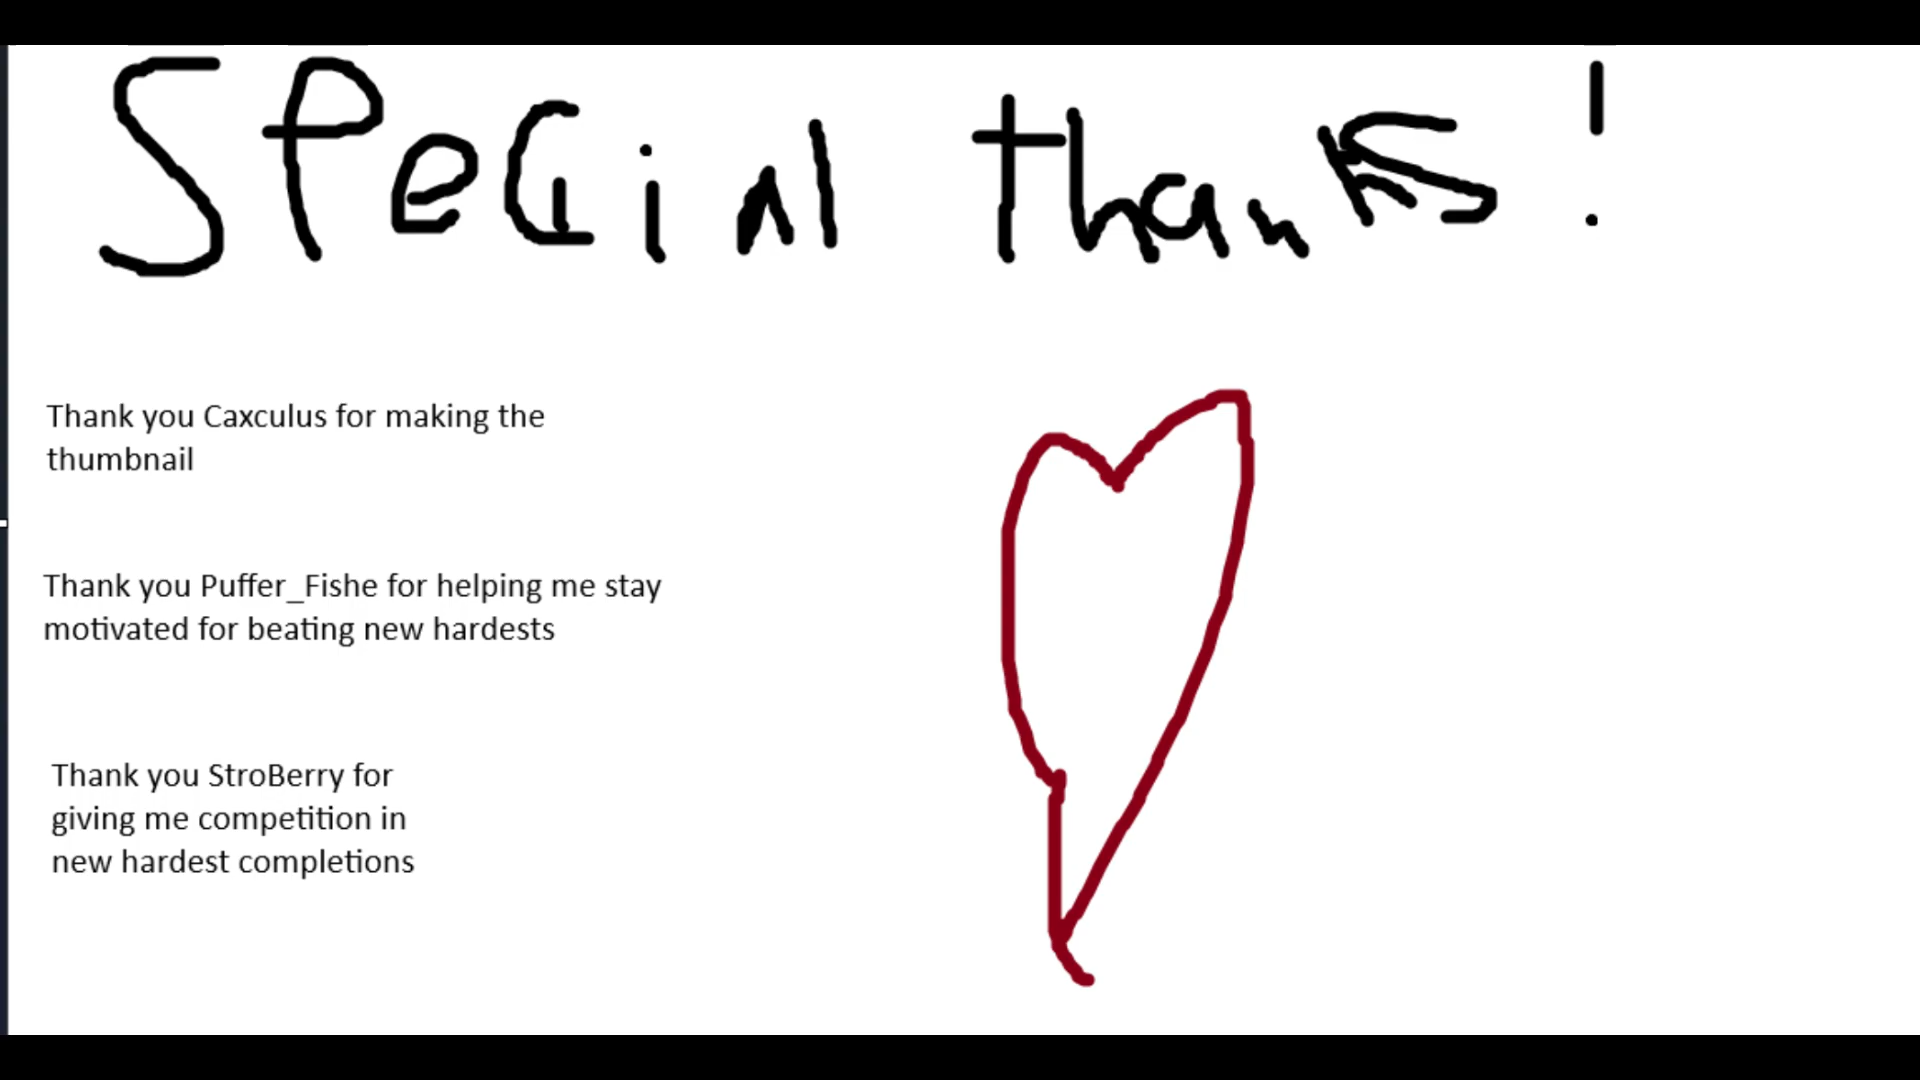 Special thanks!
Thank you Caxculus for making the
thumbnail
Thank you Puffer_Fishe for helping me stay
motivated for beating new hardests
Thank you StroBerry for
giving me competition in
new hardest completions